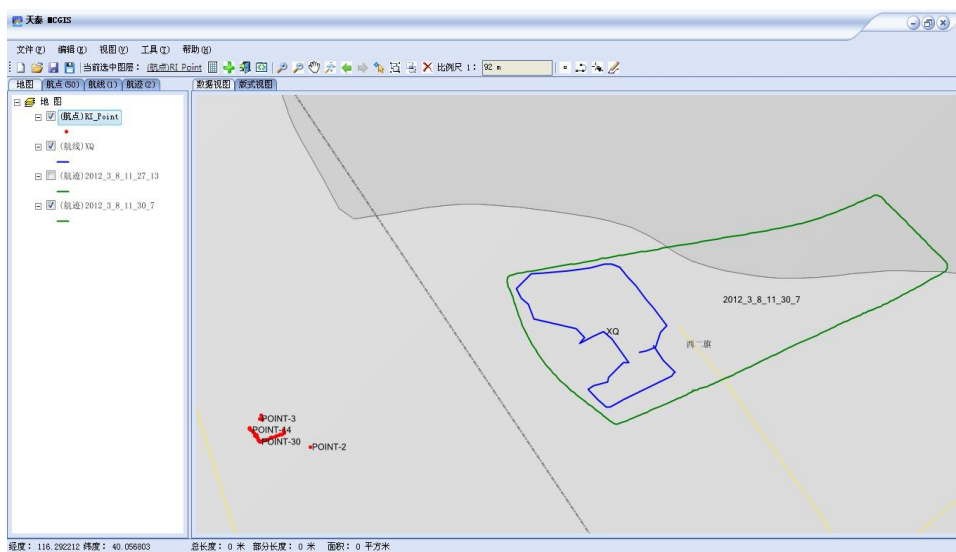 天泰 MCGIS
文件(F) 编辑(E) 视图(V) 工具(T) 帮助(H)
当前选中图层: (航点)RI_Point 比例尺 1: 92 m
地图 航点(50) 航线(1) 航迹(2) 数据视图 版式视图
地 图
(航点)RI_Point
(航线)XQ
(航迹)2012_3_8_11_27_13
(航迹)2012_3_8_11_30_7
2012_3_8_11_30_7
XQ
西二旗
POINT-3
POINT-44
POINT-30
POINT-2
经度: 116.292212 纬度: 40.056803 总长度: 0 米 部分长度: 0 米 面积: 0 平方米